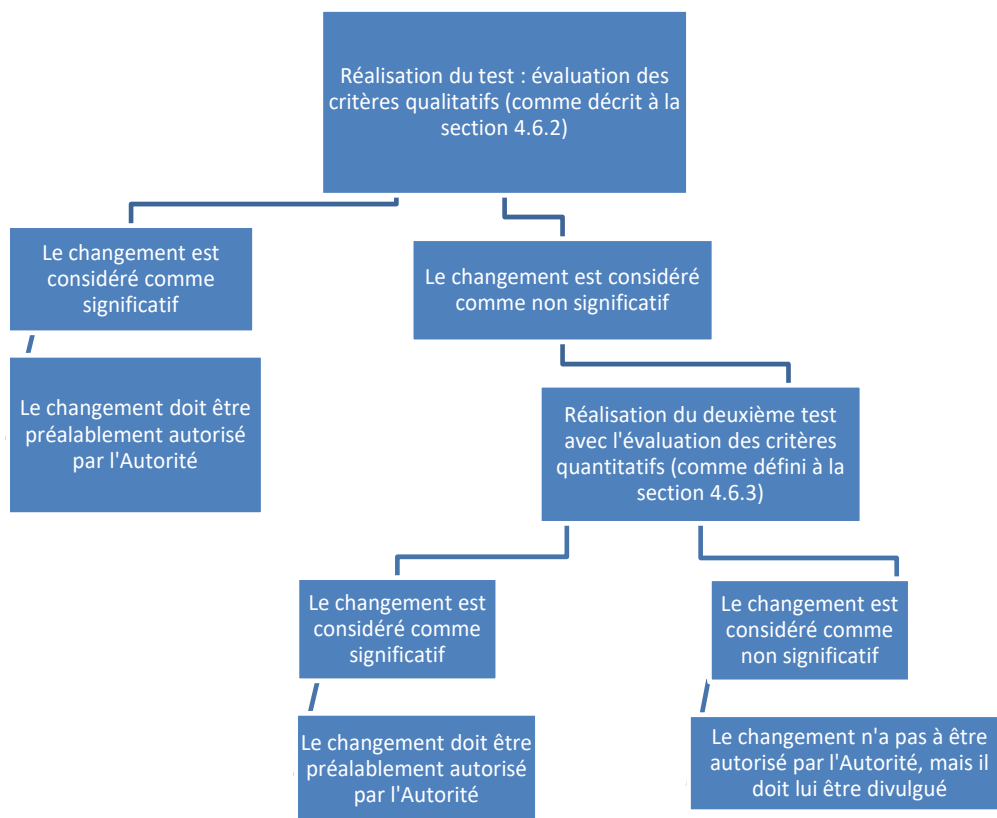 Réalisation du test : évaluation des
critères qualitatifs (comme décrit à la
section 4.6.2)
Le changement est
considéré comme
significatif
Le changement est considéré
comme non significatif
Le changement doit être
préalablement autorisé
par l'Autorité
Réalisation du deuxième test
avec l'évaluation des critères
quantitatifs (comme défini à la
section 4.6.3)
Le changement est
considéré comme
significatif
Le changement est
considéré comme
non significatif
Le changement doit être
préalablement autorisé
par l'Autorité
Le changement n'a pas à être
autorisé par l'Autorité, mais il
doit lui être divulgué